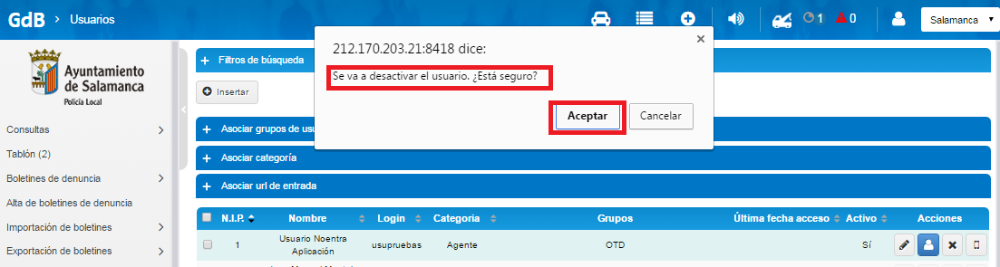 GdB Usuarios
1 0 Salamanca
212.170.203.21:8418 dice:
Se va a desactivar el usuario. ¿Está seguro?
Aceptar Cancelar
Ayuntamiento
de Salamanca
Policía Local
Consultas
Tablón (2)
Boletines de denuncia
Alta de boletines de denuncia
Importación de boletines
Exportación de boletines
Filtros de búsqueda
Insertar
Asociar grupos de usu
Asociar categoría
Asociar url de entrada
N.I.P. Nombre Login Categoria Grupos Última fecha acceso Activo Acciones
1 Usuario Noentra Aplicación usupruebas Agente OTD Sí